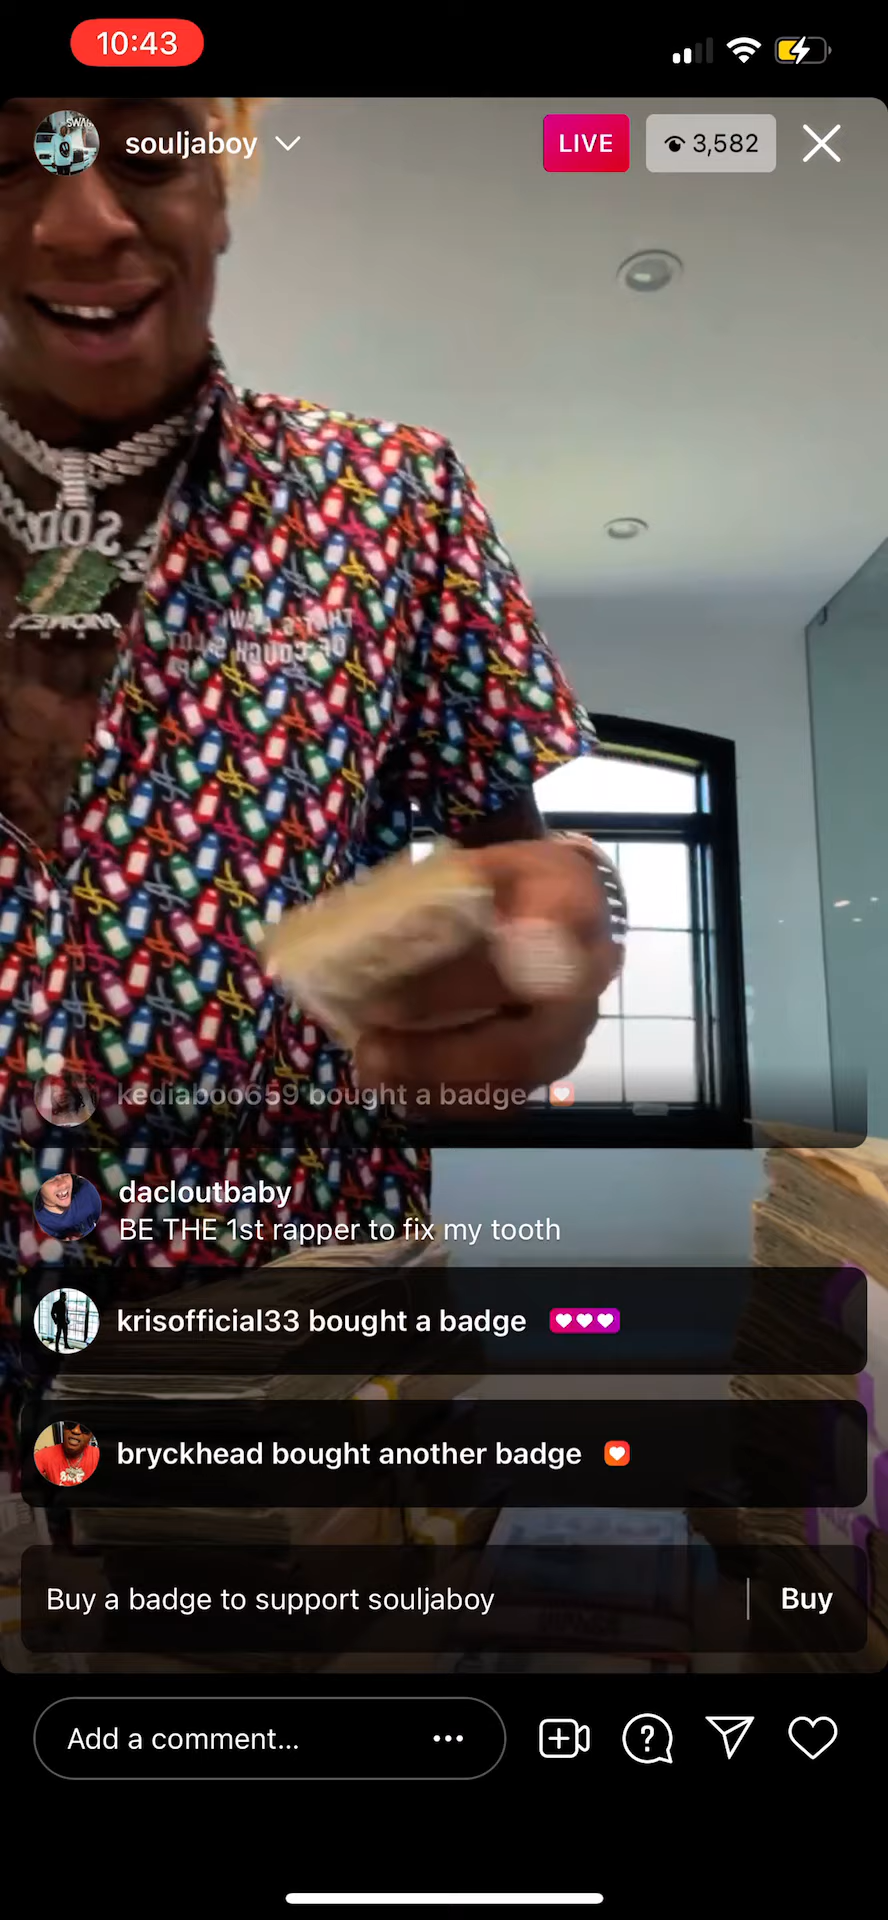 10:43
souljaboy
LIVE
3,582
kediaboo659 bought a badge
dacloutbaby
BE THE 1st rapper to fix my tooth
krisofficial33 bought a badge
bryckhead bought another badge
Buy a badge to support souljaboy
Buy
Add a comment...